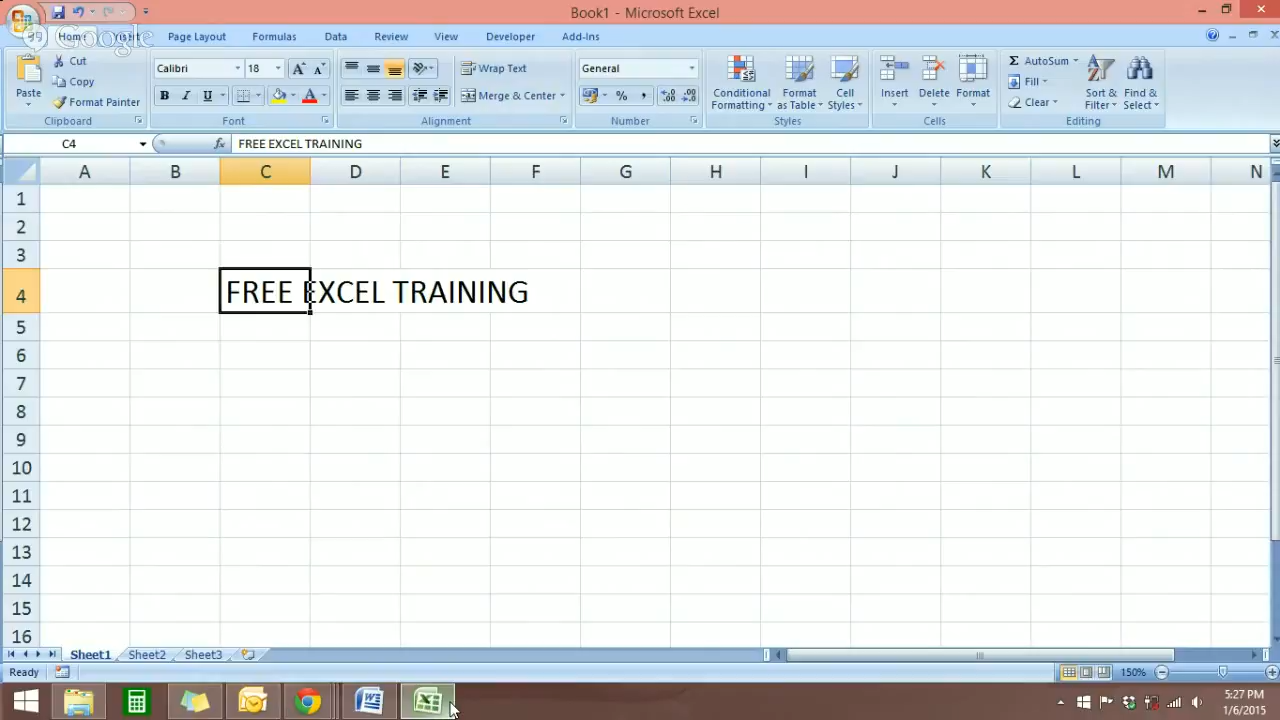 Book1 - Microsoft Excel
Home Insert Page Layout Formulas Data Review View Developer Add-Ins
Google
Paste
Cut
Copy
Format Painter
Clipboard
Calibri 18
B I U
Font
Wrap Text
Merge & Center
Alignment
General
%
Number
Conditional Formatting
Format as Table
Cell Styles
Styles
Insert Delete Format
Cells
Σ AutoSum
Fill
Clear
Sort & Filter
Find & Select
Editing
C4 fx FREE EXCEL TRAINING
A B C D E F G H I J K L M N
1
2
3
4 FREE EXCEL TRAINING
5
6
7
8
9
10
11
12
13
14
15
16
Sheet1 Sheet2 Sheet3
Ready 150%
5:27 PM
1/6/2015